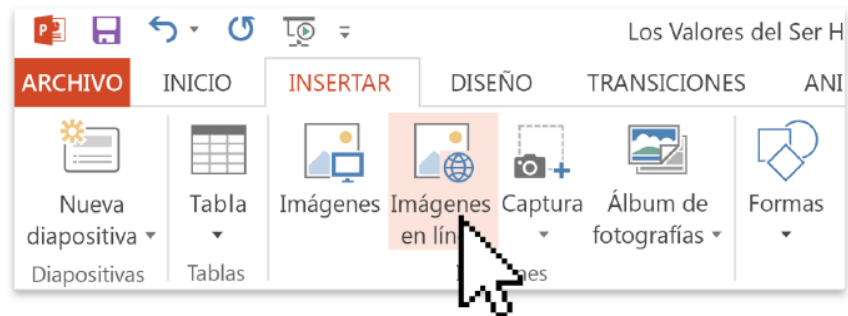 Los Valores del Ser H
ARCHIVO INICIO INSERTAR DISEÑO TRANSICIONES ANI
Nueva Tabla Imágenes Imágenes Captura Álbum de Formas
diapositiva en lín fotografías
Diapositivas Tablas nes